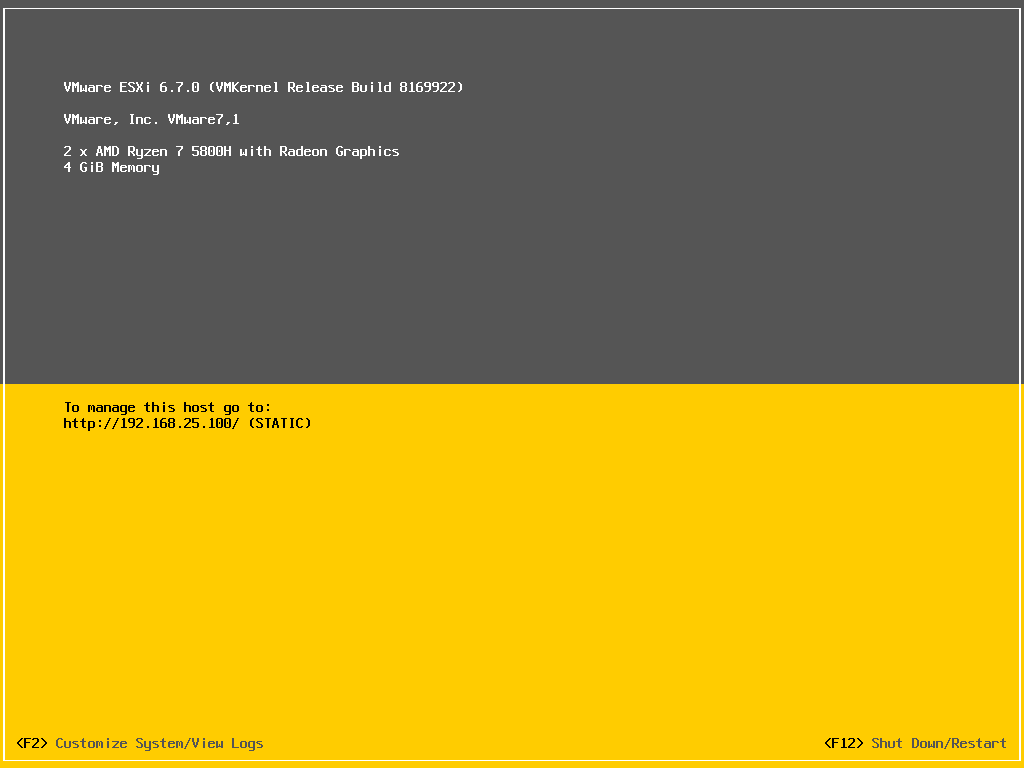 VMware ESXi 6.7.0 (VMKernel Release Build 8169922)
VMware, Inc. VMware7,1
2 x AMD Ryzen 7 5800H with Radeon Graphics
4 GiB Memory
To manage this host go to:
http://192.168.25.100/ (STATIC)
<F2> Customize System/View Logs
<F12> Shut Down/Restart